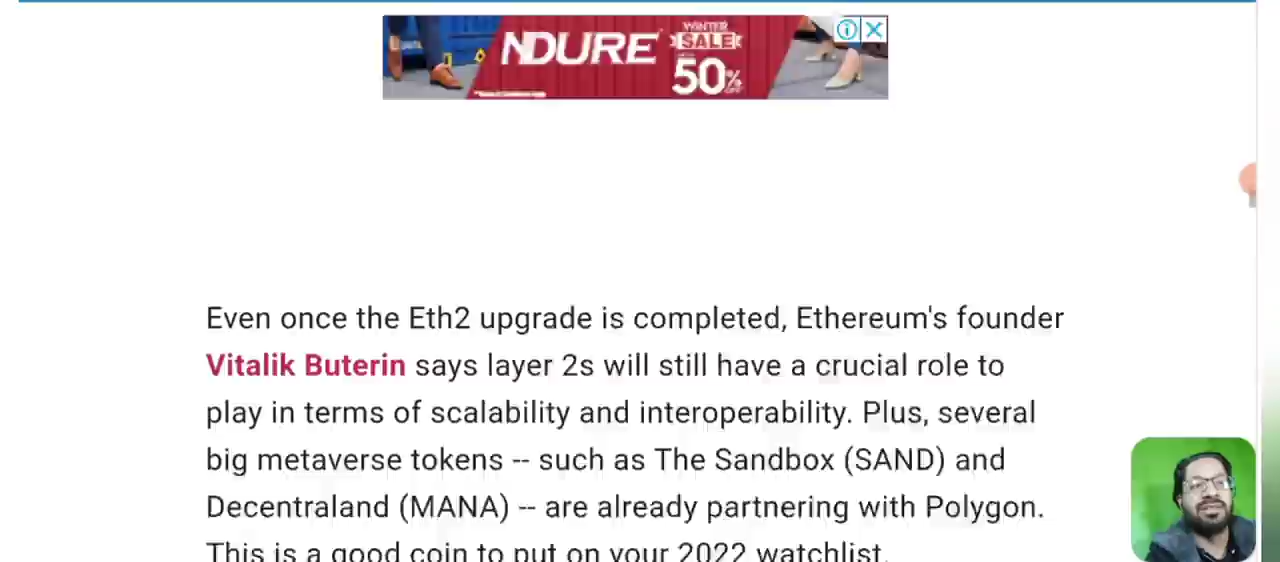 NDURE
WINTER
SALE
50%
OFF
Even once the Eth2 upgrade is completed, Ethereum's founder
Vitalik Buterin says layer 2s will still have a crucial role to
play in terms of scalability and interoperability. Plus, several
big metaverse tokens -- such as The Sandbox (SAND) and
Decentraland (MANA) -- are already partnering with Polygon.
This is a good coin to put on your 2022 watchlist.